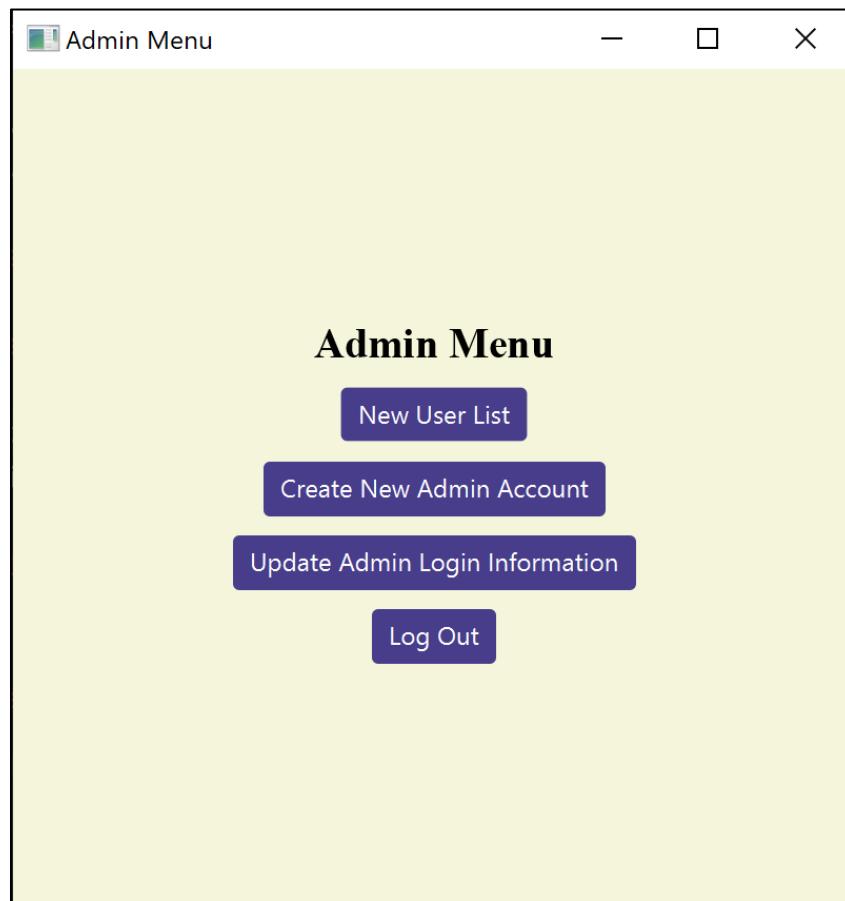 Admin Menu
Admin Menu
New User List
Create New Admin Account
Update Admin Login Information
Log Out